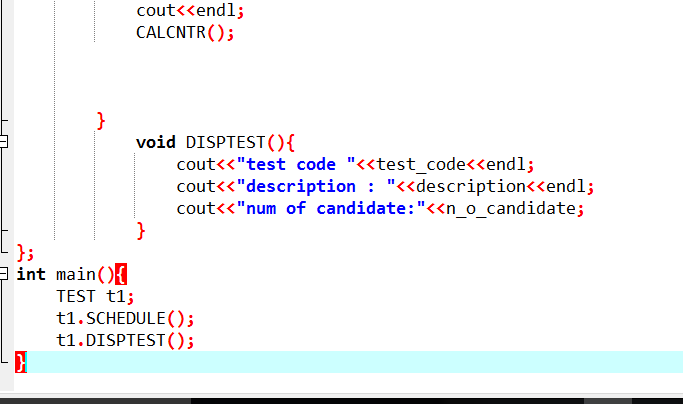 cout<<endl;
CALCNTR();
}
void DISPTEST(){
cout<<"test code "<<test_code<<endl;
cout<<"description : "<<description<<endl;
cout<<"num of candidate:"<<n_o_candidate;
}
};
int main(){
TEST t1;
t1.SCHEDULE();
t1.DISPTEST();
}